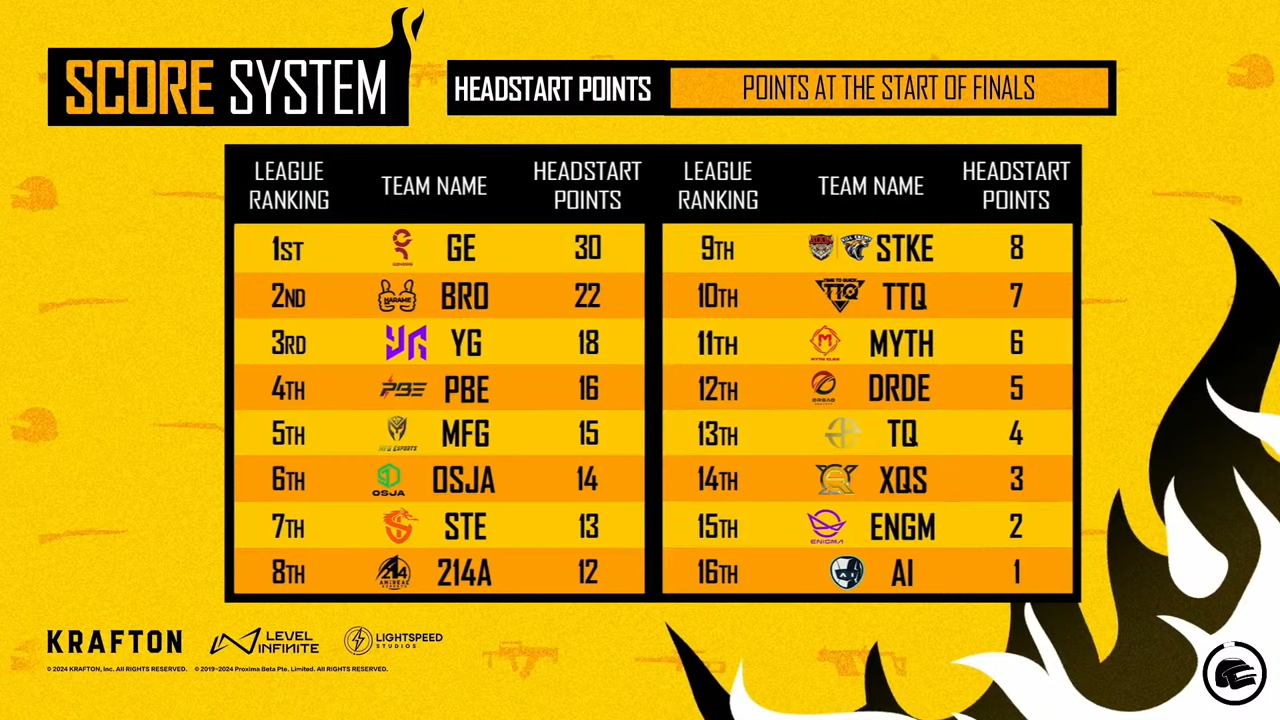 SCORE SYSTEM
HEADSTART POINTS
POINTS AT THE START OF FINALS
LEAGUE RANKING TEAM NAME HEADSTART POINTS
1ST GE 30
2ND BRO 22
3RD YG 18
4TH PBE 16
5TH MFG 15
6TH OSJA 14
7TH STE 13
8TH 214A 12
LEAGUE RANKING TEAM NAME HEADSTART POINTS
9TH STKE 8
10TH TTQ 7
11TH MYTH 6
12TH DRDE 5
13TH TQ 4
14TH XQS 3
15TH ENGM 2
16TH AI 1
KRAFTON LEVEL INFINITE LIGHTSPEED STUDIOS
© 2024 KRAFTON, Inc. All RIGHTS RESERVED. © 2019-2024 Proxima Beta Pte. Limited. All RIGHTS RESERVED.